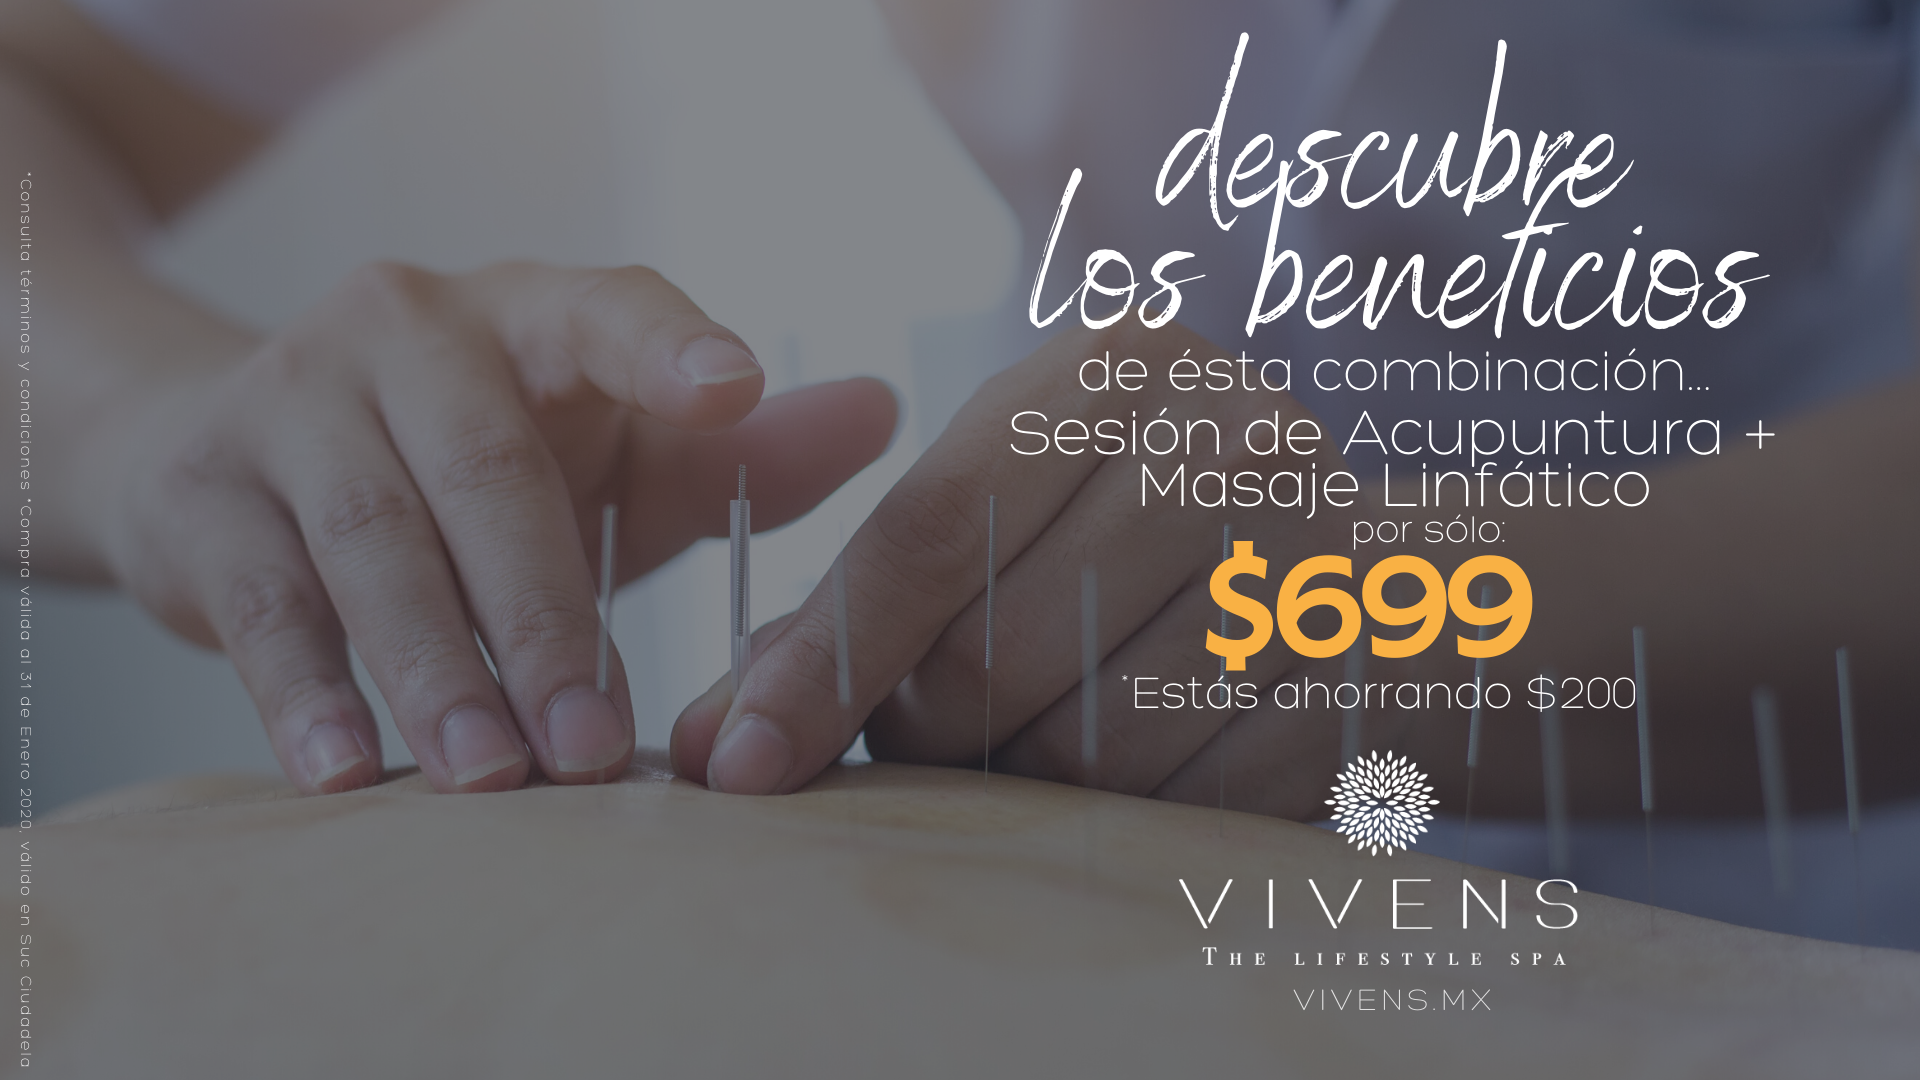 descubre
los beneficios
de ésta combinación...
Sesión de Acupuntura +
Masaje Linfático
por sólo:
$699
*Estás ahorrando $200
VIVENS
THE LIFESTYLE SPA
VIVENS.MX
*Consulta términos y condiciones *Compra válida al 31 de Enero 2020, válido en Suc Ciudadela